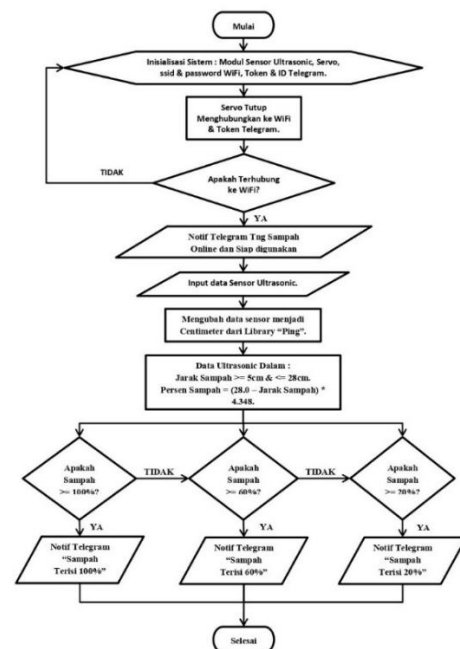 Mulai
Inisialisasi Sistem : Modul Sensor Ultrasonic, Servo,
ssid & password WiFi, Token & ID Telegram.
Servo Tutup
Menghubungkan ke WiFi
& Token Telegram.
TIDAK
Apakah Terhubung
ke WiFi?
YA
Notif Telegram Tng Sampah
Online dan Siap digunakan
Input data Sensor Ultrasonic.
Mengubah data sensor menjadi
Centimeter dari Library “Ping”.
Data Ultrasonic Dalam :
Jarak Sampah >= 5cm & <= 28cm.
Persen Sampah = (28.0 – Jarak Sampah) *
4.348.
Apakah
Sampah
>= 100%?
TIDAK
Apakah
Sampah
>= 60%?
TIDAK
Apakah
Sampah
>= 20%?
YA
YA
YA
Notif Telegram
“Sampah
Terisi 100%”
Notif Telegram
“Sampah
Terisi 60%”
Notif Telegram
“Sampah
Terisi 20%”
Selesai